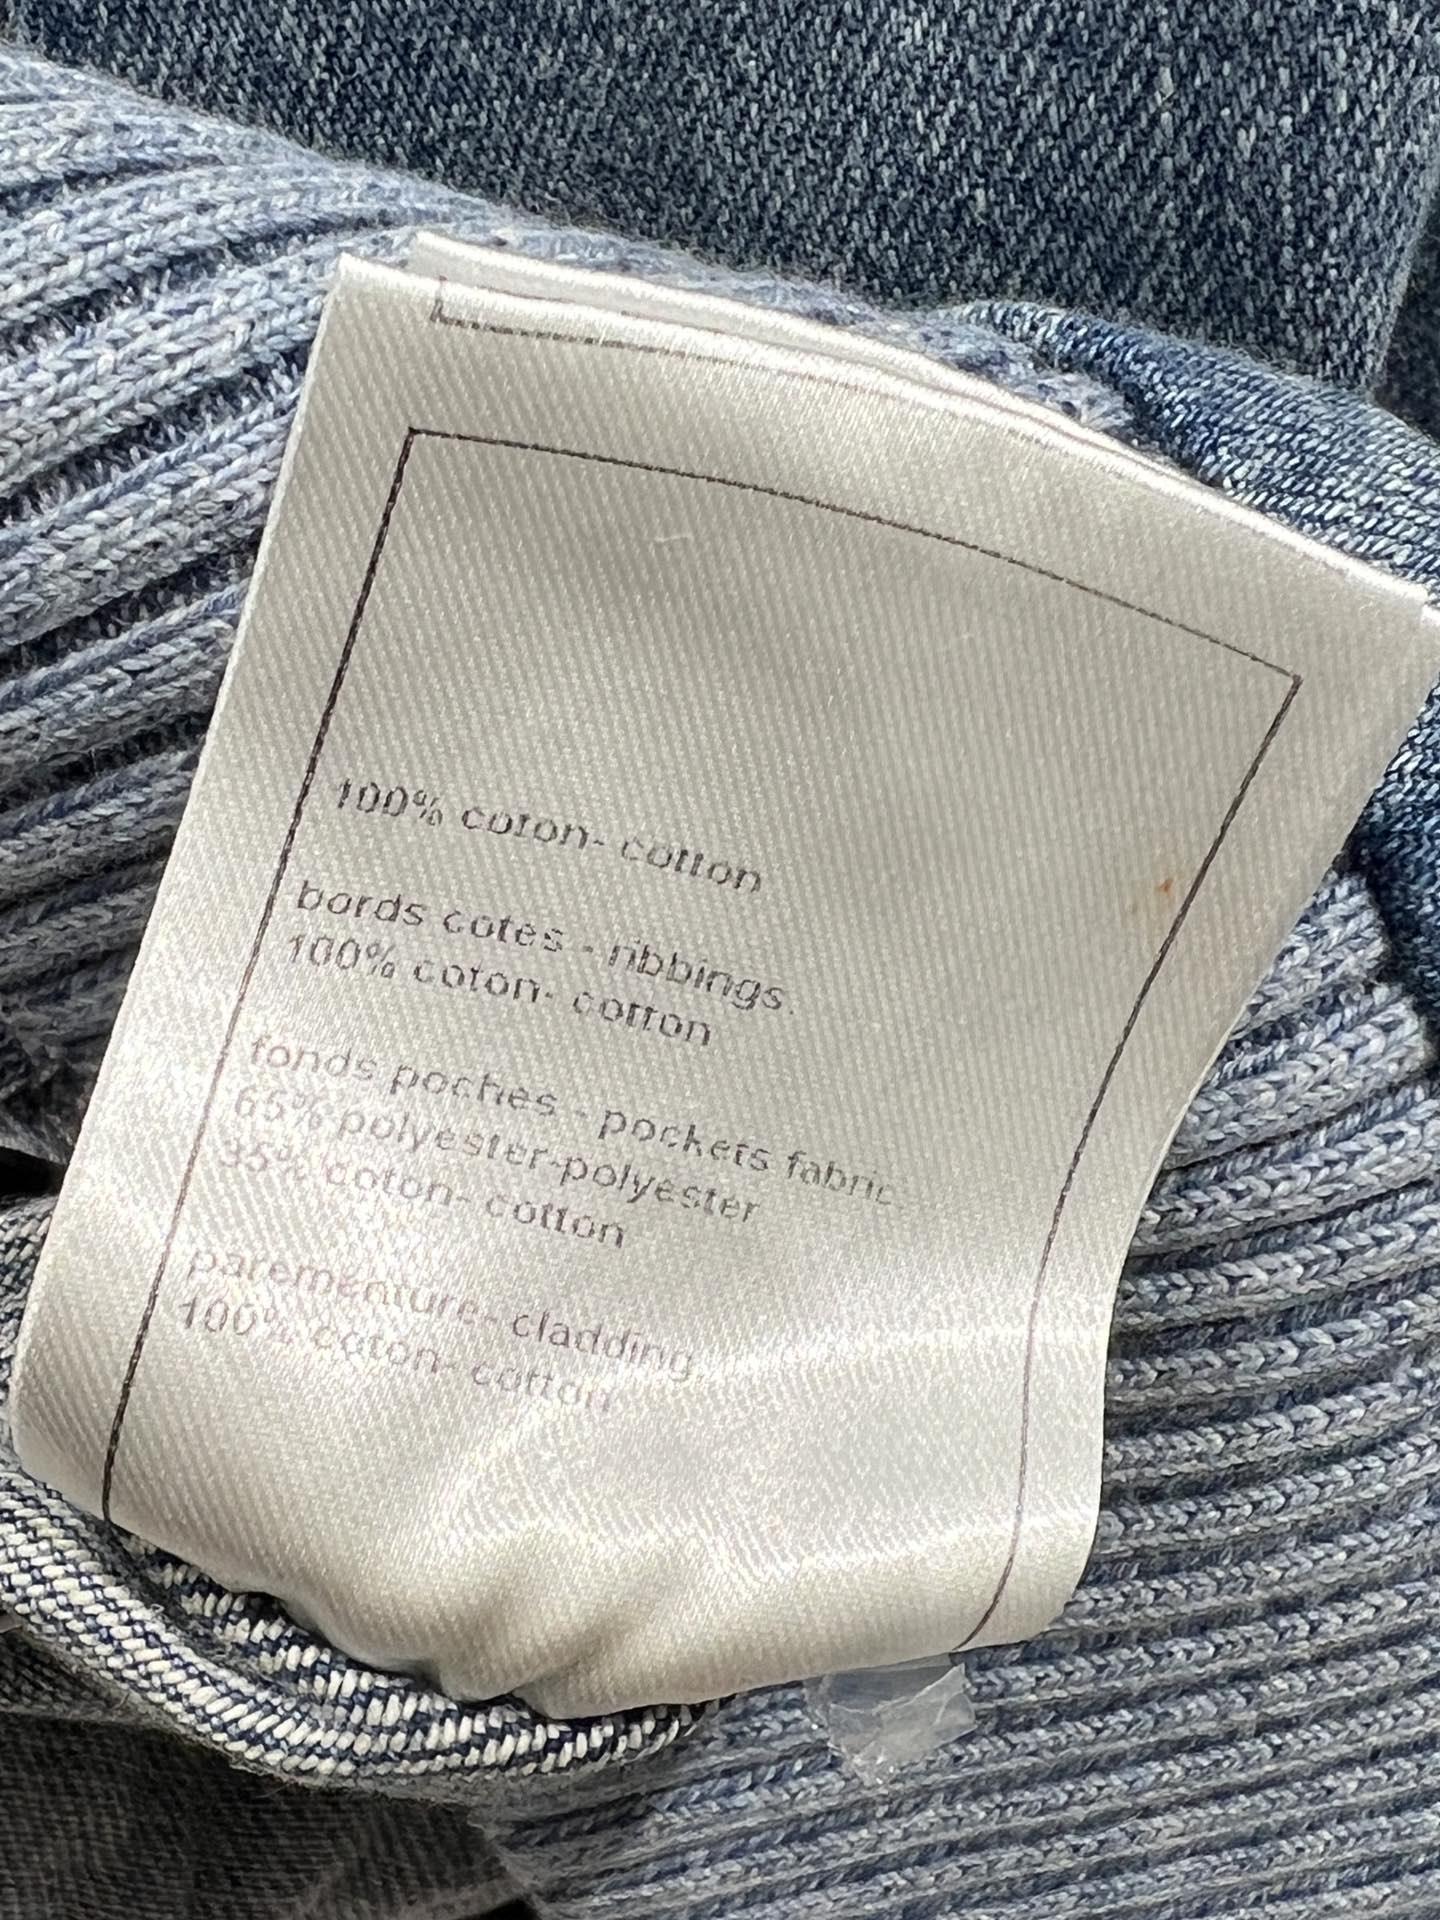 100% coton- cotton
bords cotes - ribbings.
100% coton- cotton
fonds poches - pockets fabric.
65% polyester-polyester
35% coton- cotton
parementure- cladding.
100% coton- cotton